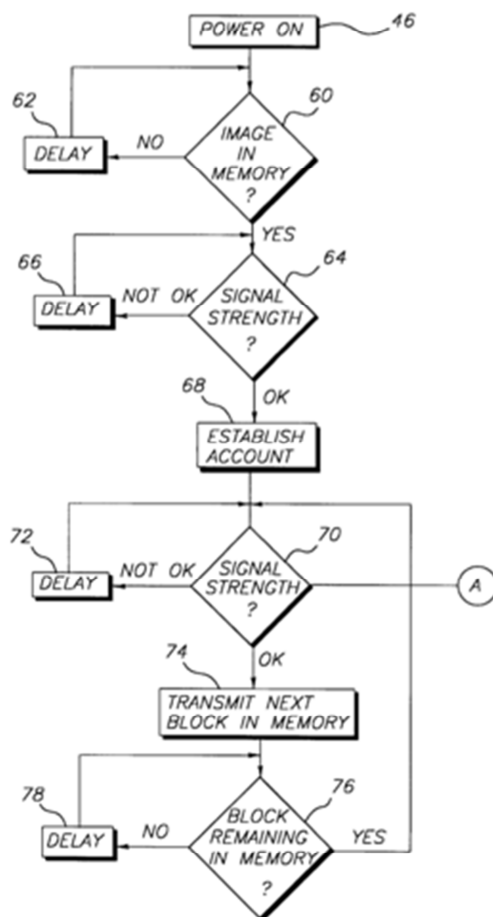 POWER ON
46
62
60
DELAY
NO
IMAGE
IN
MEMORY
?
YES
66
64
DELAY
NOT OK
SIGNAL
STRENGTH
?
OK
68
ESTABLISH
ACCOUNT
72
70
DELAY
NOT OK
SIGNAL
STRENGTH
?
A
OK
74
TRANSMIT NEXT
BLOCK IN MEMORY
78
76
DELAY
NO
BLOCK
REMAINING
IN MEMORY
?
YES